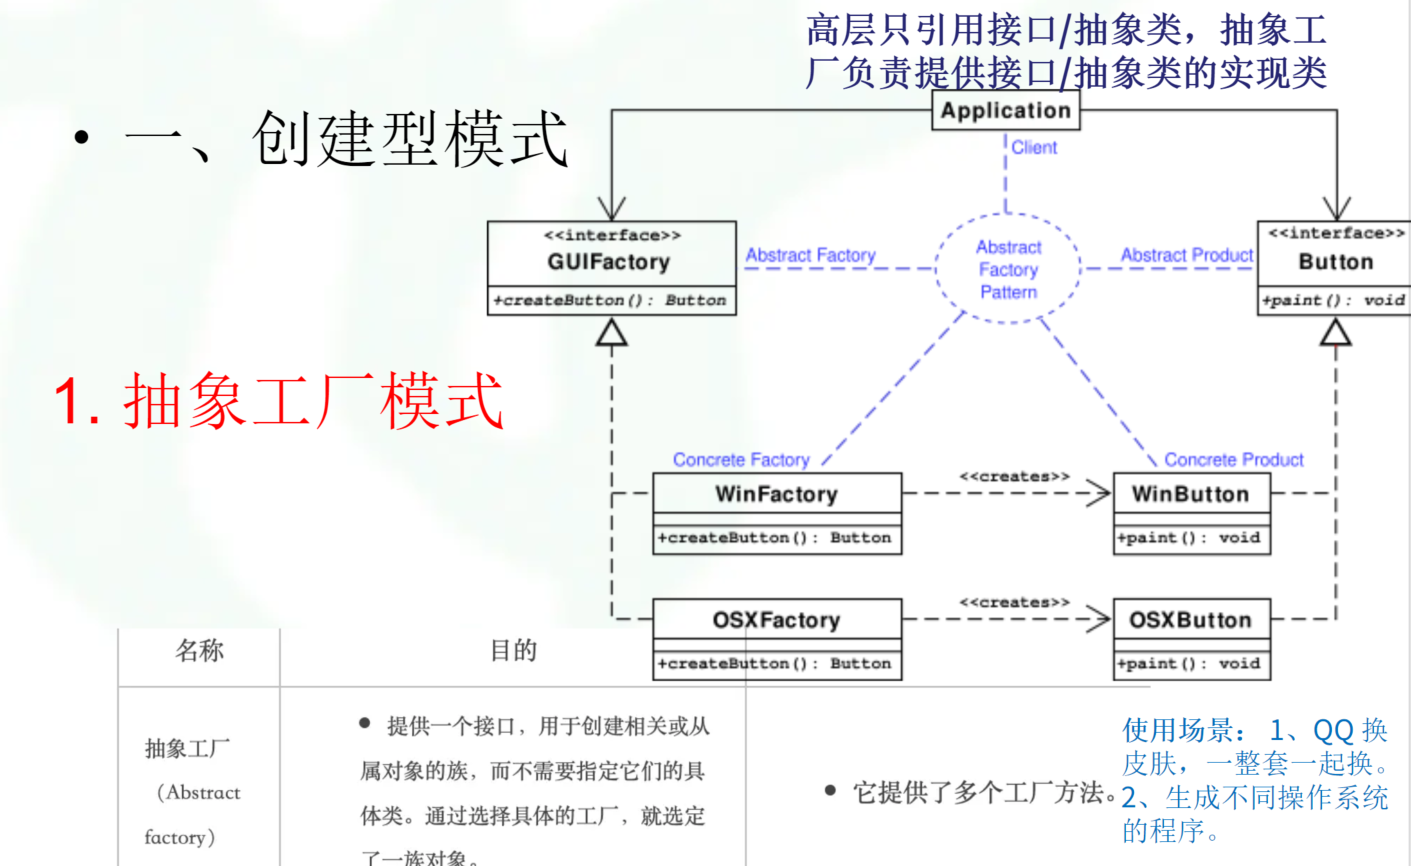 高层只引用接口/抽象类，抽象工
厂负责提供接口/抽象类的实现类
• 一、创建型模式
1. 抽象工厂模式
Application
Client
<<interface>>
GUIFactory
+createButton(): Button
Abstract Factory
Abstract
Factory
Pattern
Abstract Product
<<interface>>
Button
+paint(): void
Concrete Factory
Concrete Product
WinFactory
+createButton(): Button
<<creates>>
WinButton
+paint(): void
OSXFactory
+createButton(): Button
<<creates>>
OSXButton
+paint(): void
名称
目的
抽象工厂
（Abstract
factory）
• 提供一个接口，用于创建相关或从
属对象的族，而不需要指定它们的具
体类。通过选择具体的工厂，就选定
了一族对象。
• 它提供了多个工厂方法。
使用场景： 1、QQ 换
皮肤，一整套一起换。
2、生成不同操作系统
的程序。